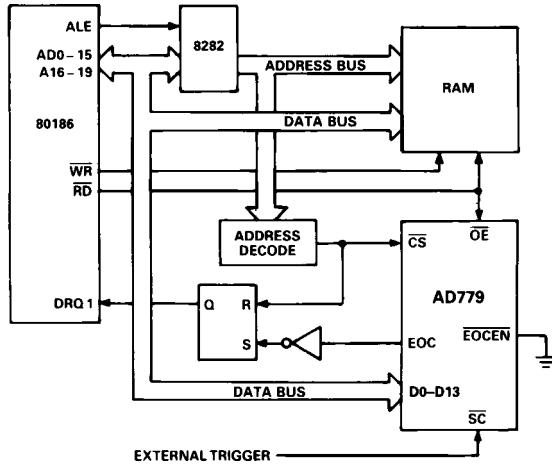 ALE
AD0 – 15
A16 – 19
80186
WR
RD
DRQ 1
8282
ADDRESS BUS
DATA BUS
RAM
ADDRESS
DECODE
CS
OE
AD779
Q
R
S
EOC
EOCEN
D0–D13
DATA BUS
SC
EXTERNAL TRIGGER